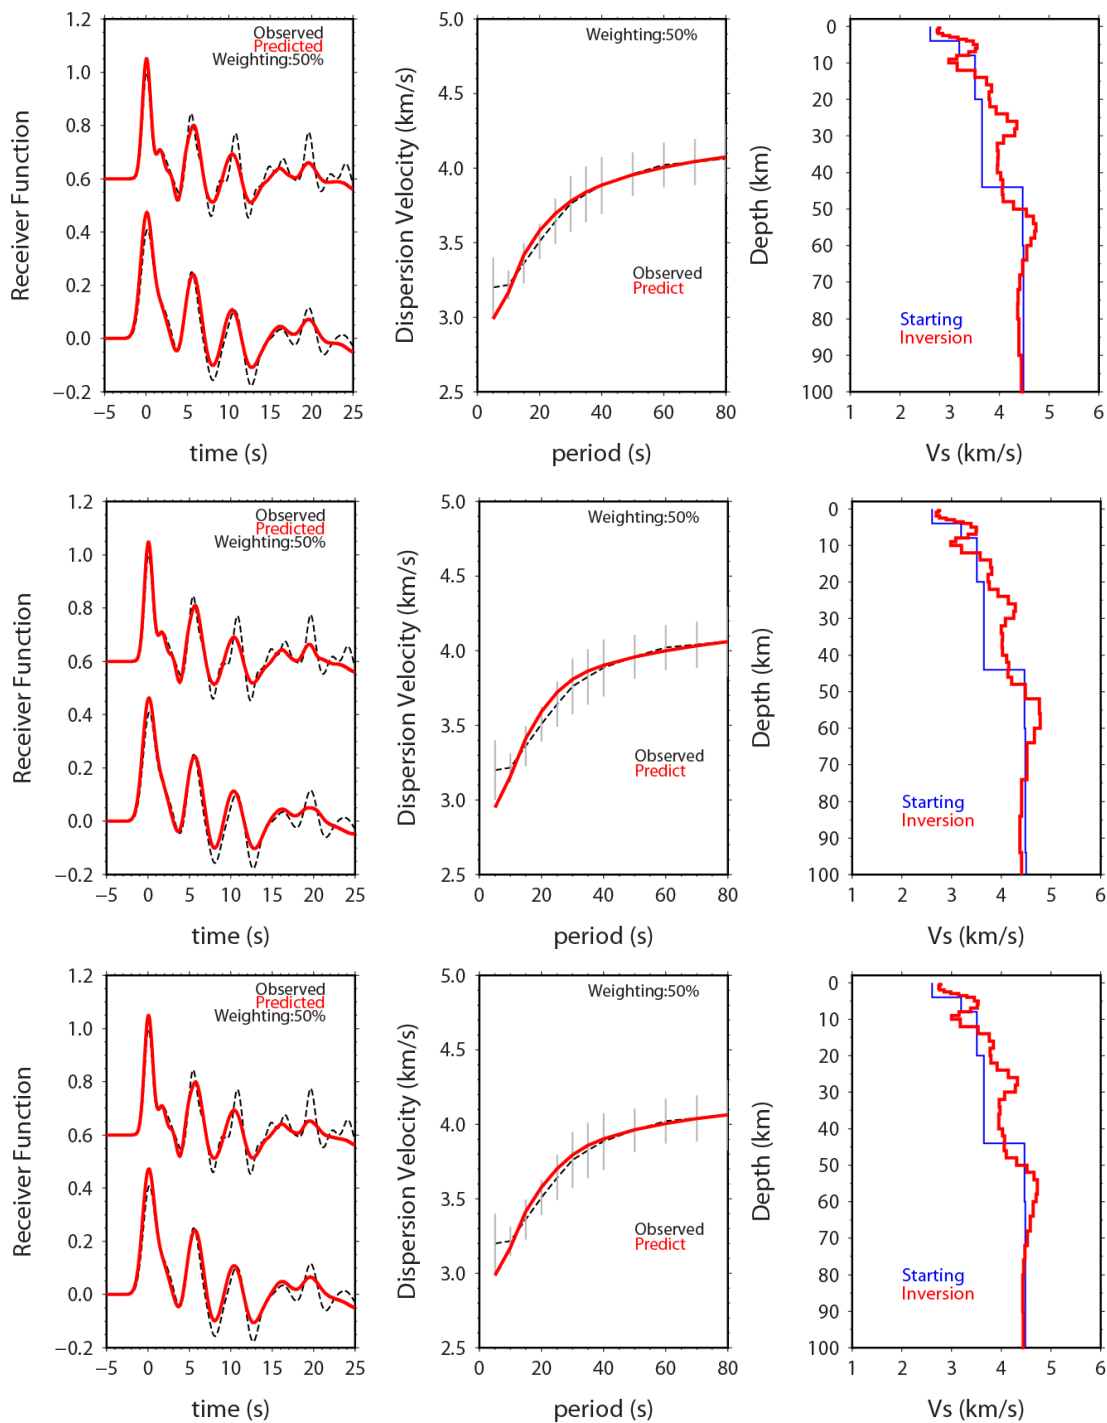 Receiver Function
1.2
1.0
0.8
0.6
0.4
0.2
0.0
−0.2
−5 0 5 10 15 20 25
time (s)
Observed
Predicted
Weighting:50%
Dispersion Velocity (km/s)
5.0
4.5
4.0
3.5
3.0
2.5
0 20 40 60 80
period (s)
Weighting:50%
Observed
Predict
Depth (km)
0
10
20
30
40
50
60
70
80
90
100
1 2 3 4 5 6
Vs (km/s)
Starting
Inversion
Receiver Function
1.2
1.0
0.8
0.6
0.4
0.2
0.0
−0.2
−5 0 5 10 15 20 25
time (s)
Observed
Predicted
Weighting:50%
Dispersion Velocity (km/s)
5.0
4.5
4.0
3.5
3.0
2.5
0 20 40 60 80
period (s)
Weighting:50%
Observed
Predict
Depth (km)
0
10
20
30
40
50
60
70
80
90
100
1 2 3 4 5 6
Vs (km/s)
Starting
Inversion
Receiver Function
1.2
1.0
0.8
0.6
0.4
0.2
0.0
−0.2
−5 0 5 10 15 20 25
time (s)
Observed
Predicted
Weighting:50%
Dispersion Velocity (km/s)
5.0
4.5
4.0
3.5
3.0
2.5
0 20 40 60 80
period (s)
Weighting:50%
Observed
Predict
Depth (km)
0
10
20
30
40
50
60
70
80
90
100
1 2 3 4 5 6
Vs (km/s)
Starting
Inversion